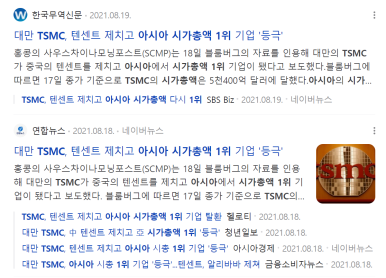 한국무역신문 · 2021.08.19.
대만 TSMC, 텐센트 제치고 아시아 시가총액 1위 기업 '등극'
홍콩의 사우스차이나모닝포스트(SCMP)는 18일 블룸버그의 자료를 인용해 대만의 TSMC
가 중국의 텐센트를 제치고 아시아에서 시가총액 1위 기업이 됐다고 보도했다.블룸버그에
따르면 17일 종가 기준으로 TSMC의 시가총액은 5천400억 달러에 달했다.아시아의 시가...
TSMC, 텐센트 제치고 아시아 시가총액 다시 1위 SBS Biz · 2021.08.19. · 네이버뉴스
연합뉴스 · 2021.08.18. · 네이버뉴스
대만 TSMC, 텐센트 제치고 아시아 시가총액 1위 기업 '등극'
홍콩의 사우스차이나모닝포스트(SCMP)는 18일 블룸버그의 자료를 인용
해 대만의 TSMC가 중국의 텐센트를 제치고 아시아에서 시가총액 1위 기
업이 됐다고 보도했다. 블룸버그에 따르면 17일 종가 기준으로 TSMC의...
tsmc
TSMC, 텐센트 제치고 아시아 시가총액 1위 기업 탈환 헬로티 · 2021.08.18.
대만 TSMC, 中 텐센트 제치고 亞 시가총액 1위 '등극' 청년일보 · 2021.08.18.
대만 TSMC, 텐센트 제치고 아시아 시총 1위 기업 '등극' 아시아경제 · 2021.08.18. · 네이버뉴스
대만 TSMC, 아시아 시총 1위 기업 '등극'...텐센트, 알리바바 제쳐 금융소비자뉴스 · 2021.08.18.